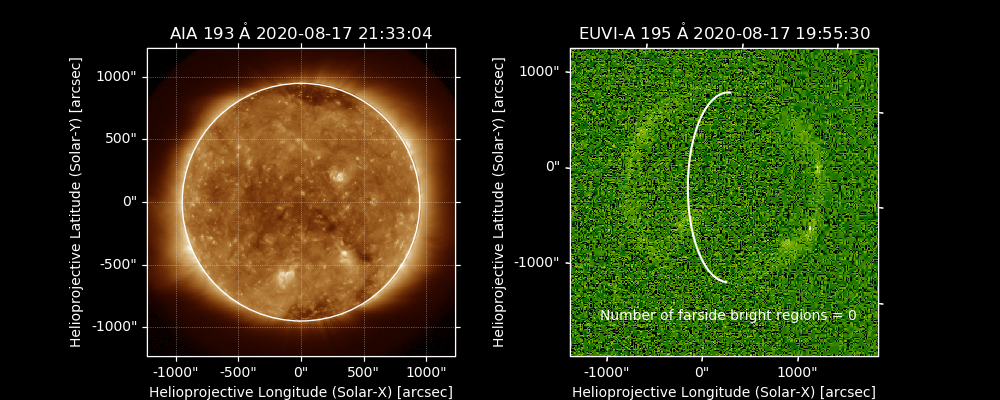 AIA 193 Å 2020-08-17 21:33:04
EUVI-A 195 Å 2020-08-17 19:55:30
Helioprojective Latitude (Solar-Y) [arcsec]
1000"
500"
0"
-500"
-1000"
-1000"
-500"
0"
500"
1000"
Helioprojective Longitude (Solar-X) [arcsec]
Helioprojective Latitude (Solar-Y) [arcsec]
1000"
0"
-1000"
Number of farside bright regions = 0
-1000"
0"
1000"
Helioprojective Longitude (Solar-X) [arcsec]